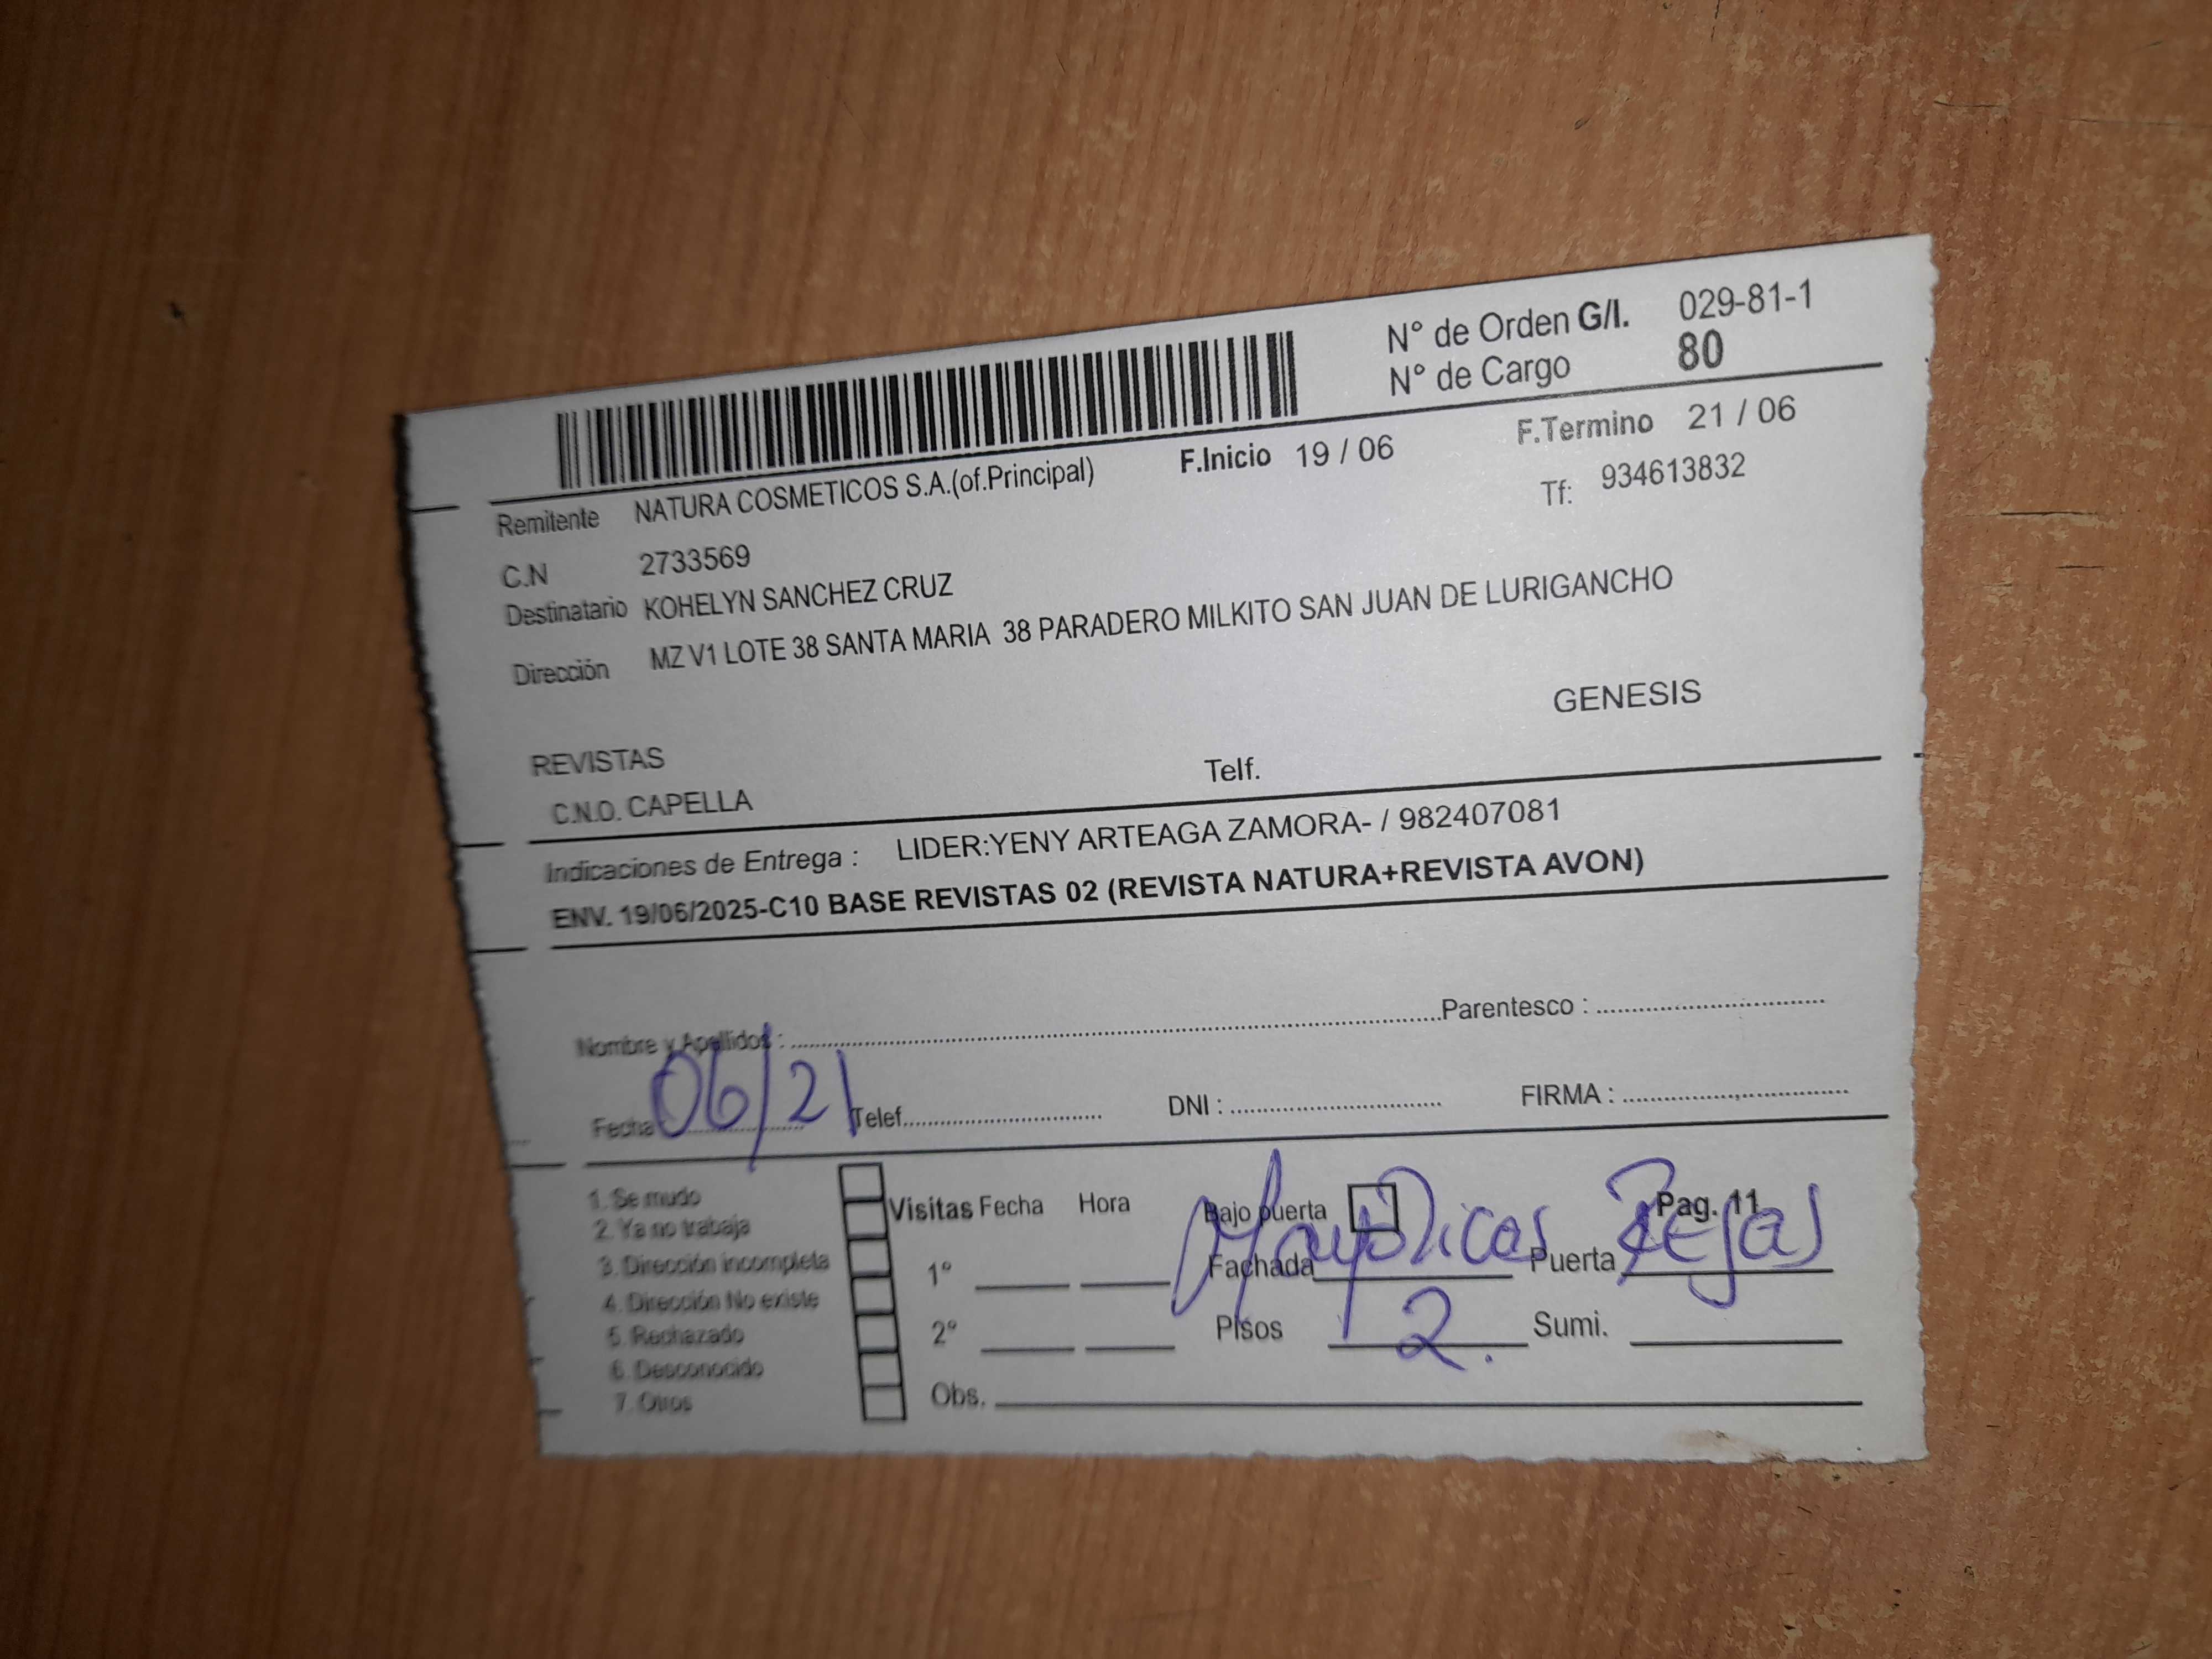 N° de Orden G/I. 029-81-1
N° de Cargo 80
F.Inicio 19 / 06 F.Termino 21 / 06
Remitente NATURA COSMETICOS S.A.(of.Principal) Tf: 934613832
C.N 2733569
Destinatario KOHELYN SANCHEZ CRUZ
Dirección MZ V1 LOTE 38 SANTA MARIA 38 PARADERO MILKITO SAN JUAN DE LURIGANCHO
GENESIS
REVISTAS
C.N.O. CAPELLA Telf.
Indicaciones de Entrega : LIDER:YENY ARTEAGA ZAMORA- / 982407081
ENV. 19/06/2025-C10 BASE REVISTAS 02 (REVISTA NATURA+REVISTA AVON)
Nombre y Apellidos : Parentesco :
Fecha 06/21 Telef. DNI : FIRMA :
1. Se mudo
2. Ya no trabaja
3. Dirección incompleta
4. Dirección No existe
5. Rechazado
6. Desconocido
7. Otros
Visitas Fecha Hora
1°
2°
Obs.
Bajo puerta Pag. 11
Fachada Mayolicas Puerta Rejas
Pisos 2. Sumi.